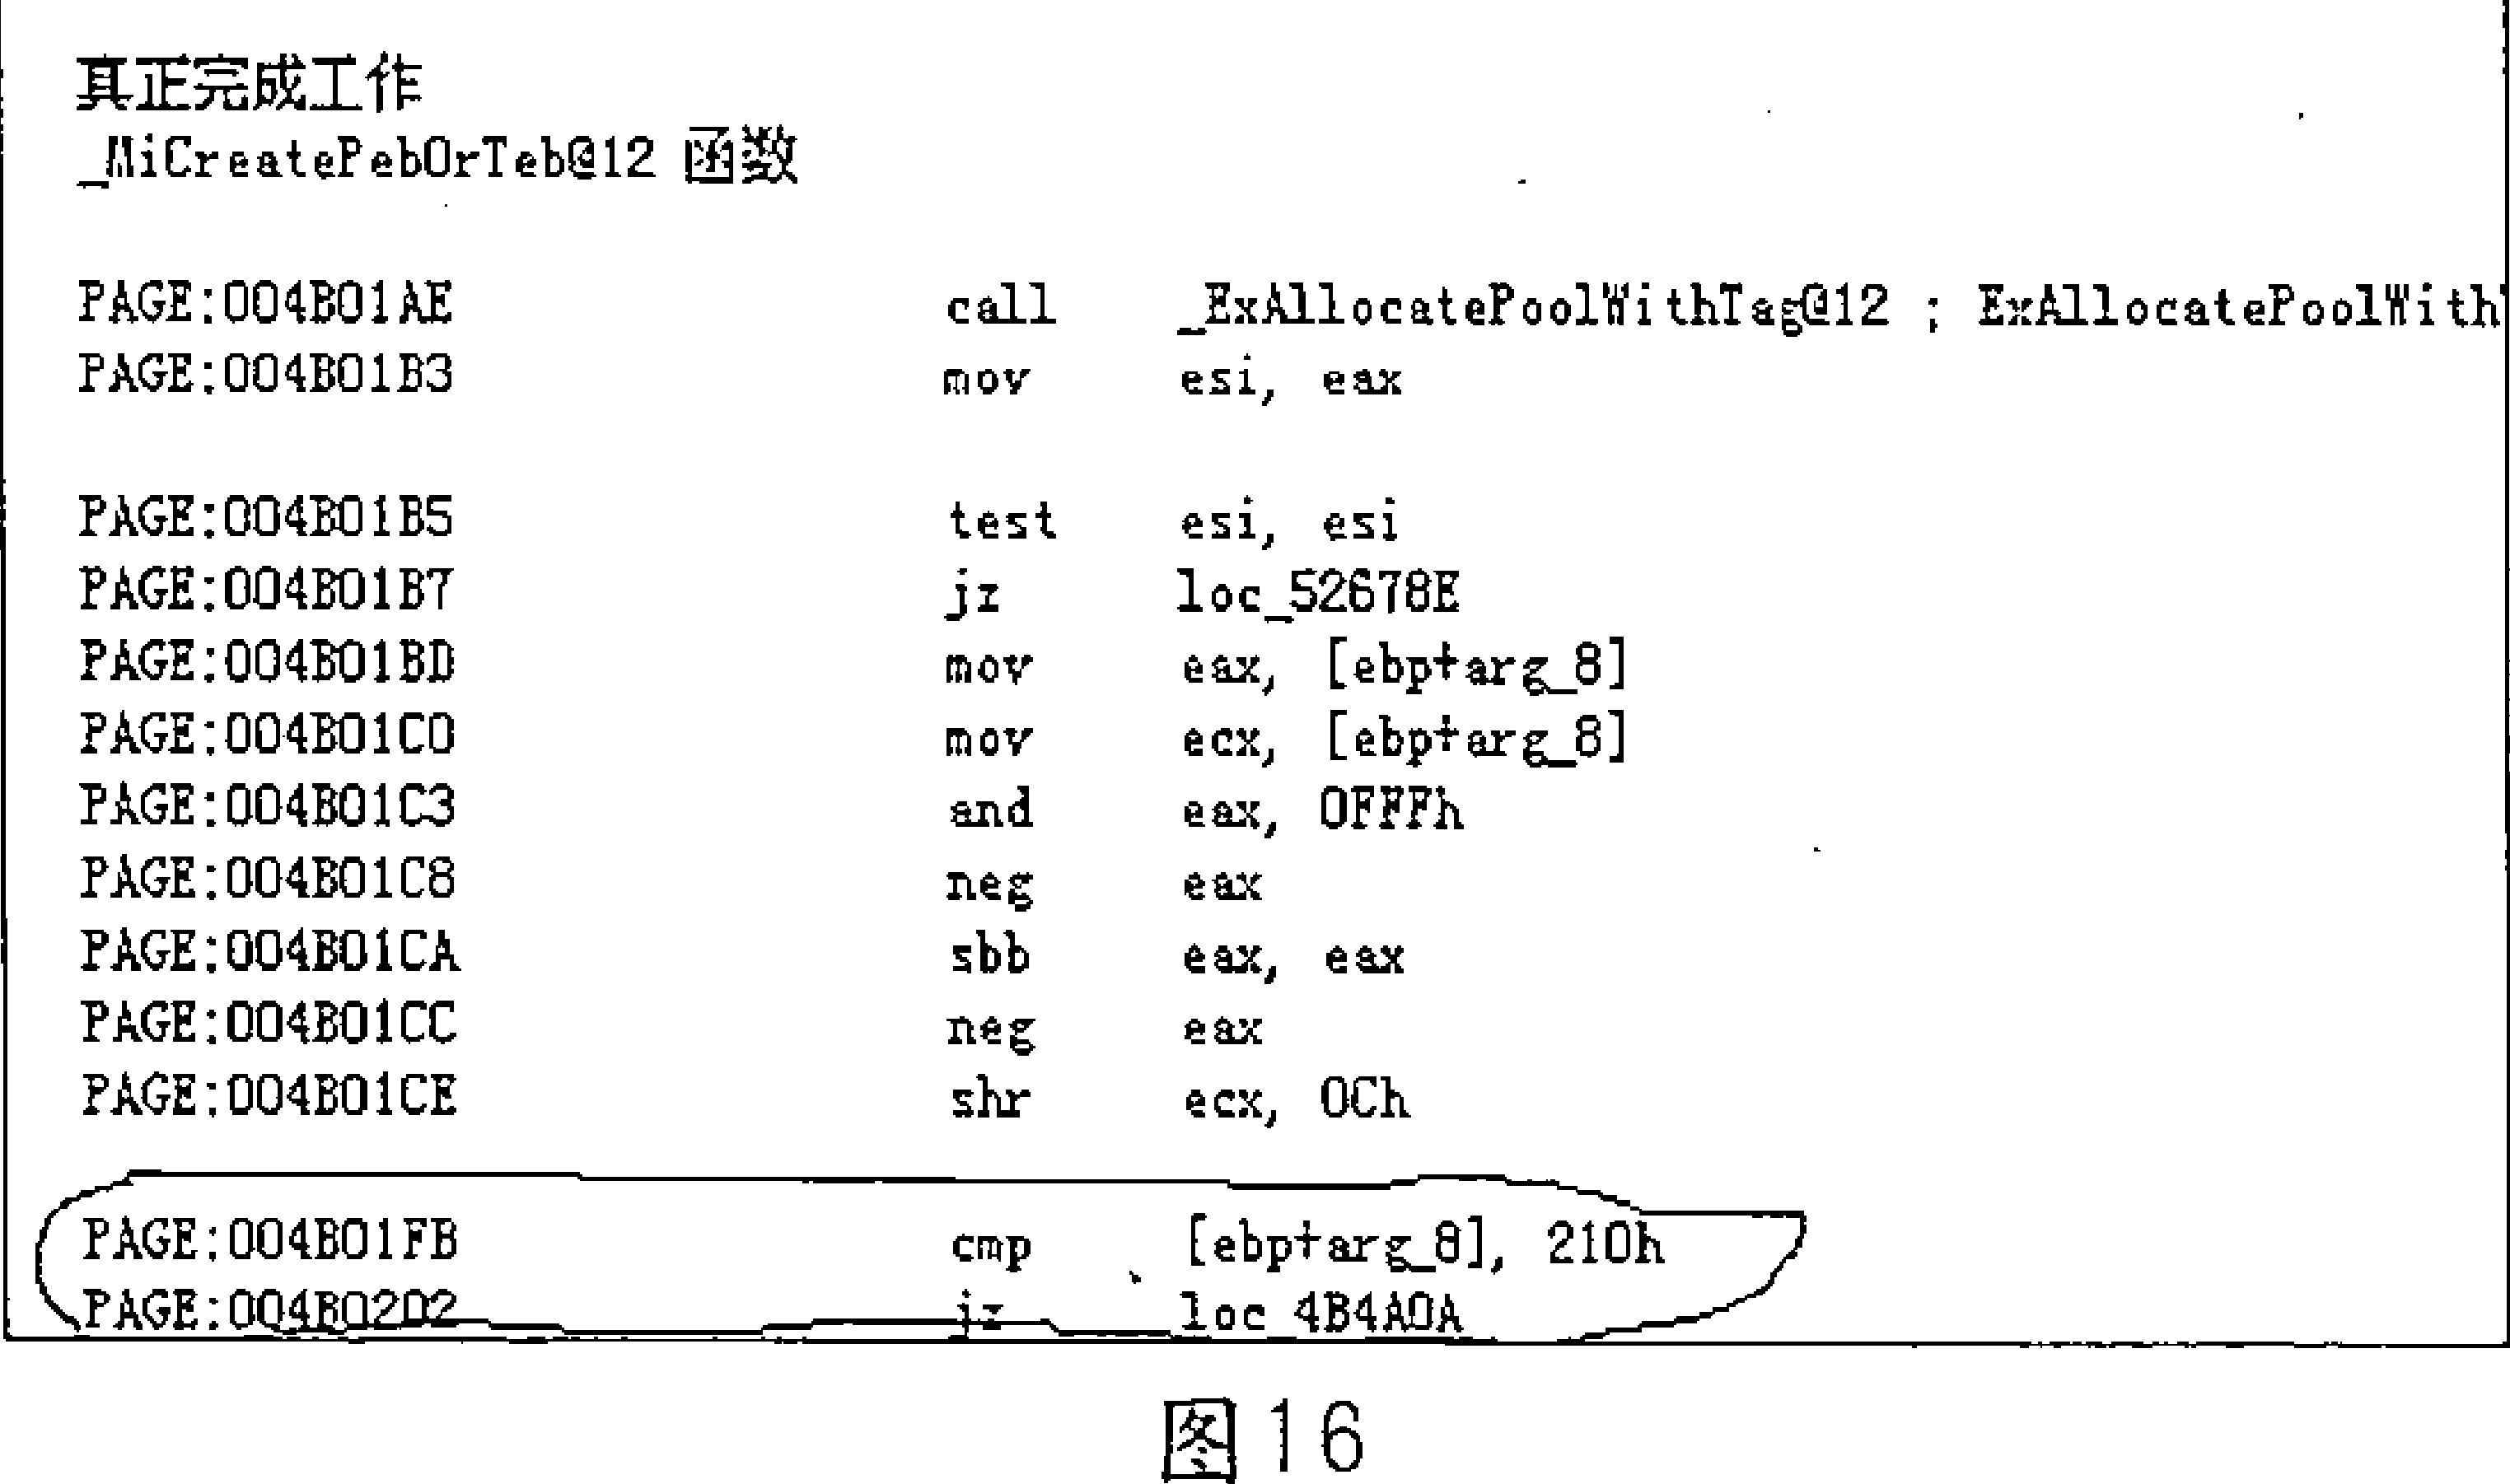 真正完成工作
_MiCreatePebOrTeb@12 函数
PAGE:004B01AE call _ExAllocatePoolWithTag@12 ; ExAllocatePoolWith
PAGE:004B01B3 mov esi, eax
PAGE:004B01B5 test esi, esi
PAGE:004B01B7 jz loc_52678E
PAGE:004B01BD mov eax, [ebp+arg_8]
PAGE:004B01C0 mov ecx, [ebp+arg_8]
PAGE:004B01C3 and eax, 0FFFh
PAGE:004B01C8 neg eax
PAGE:004B01CA sbb eax, eax
PAGE:004B01CC neg eax
PAGE:004B01CE shr ecx, 0Ch
PAGE:004B01FB cmp [ebp+arg_8], 210h
PAGE:004B0202 jz loc 4B4A0A
图16